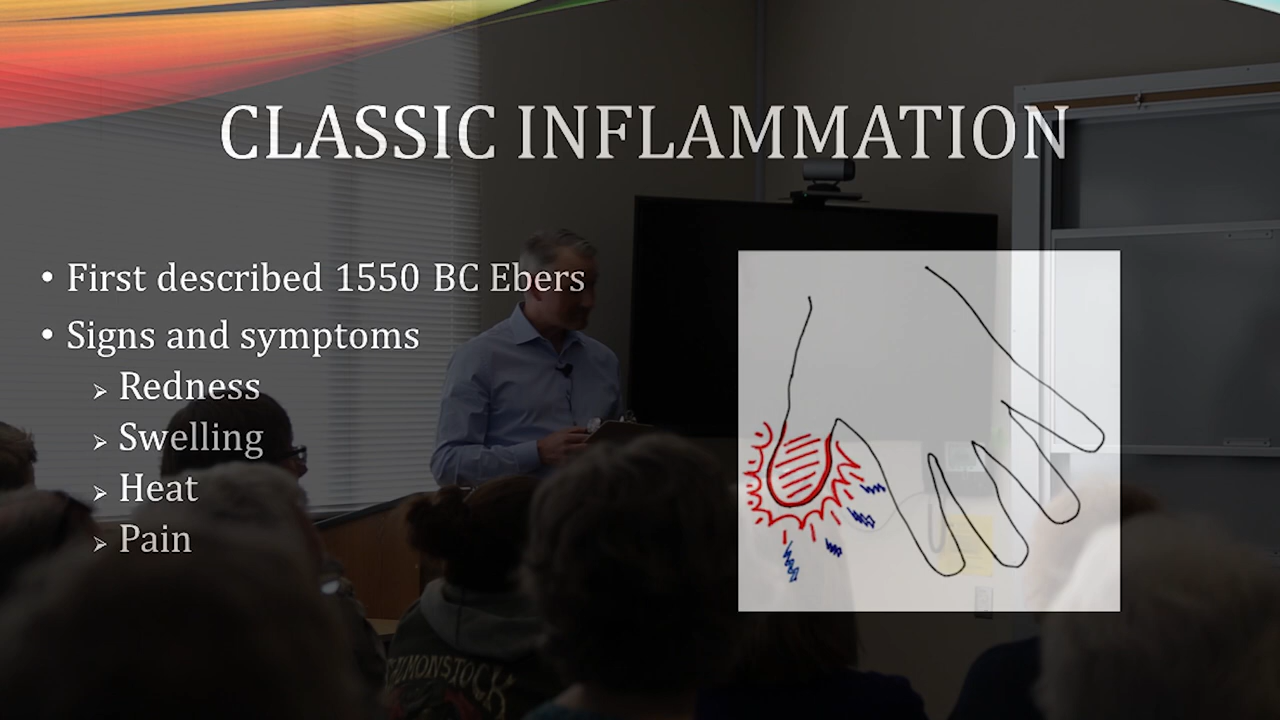 CLASSIC INFLAMMATION
• First described 1550 BC Ebers
• Signs and symptoms
➢ Redness
➢ Swelling
➢ Heat
➢ Pain